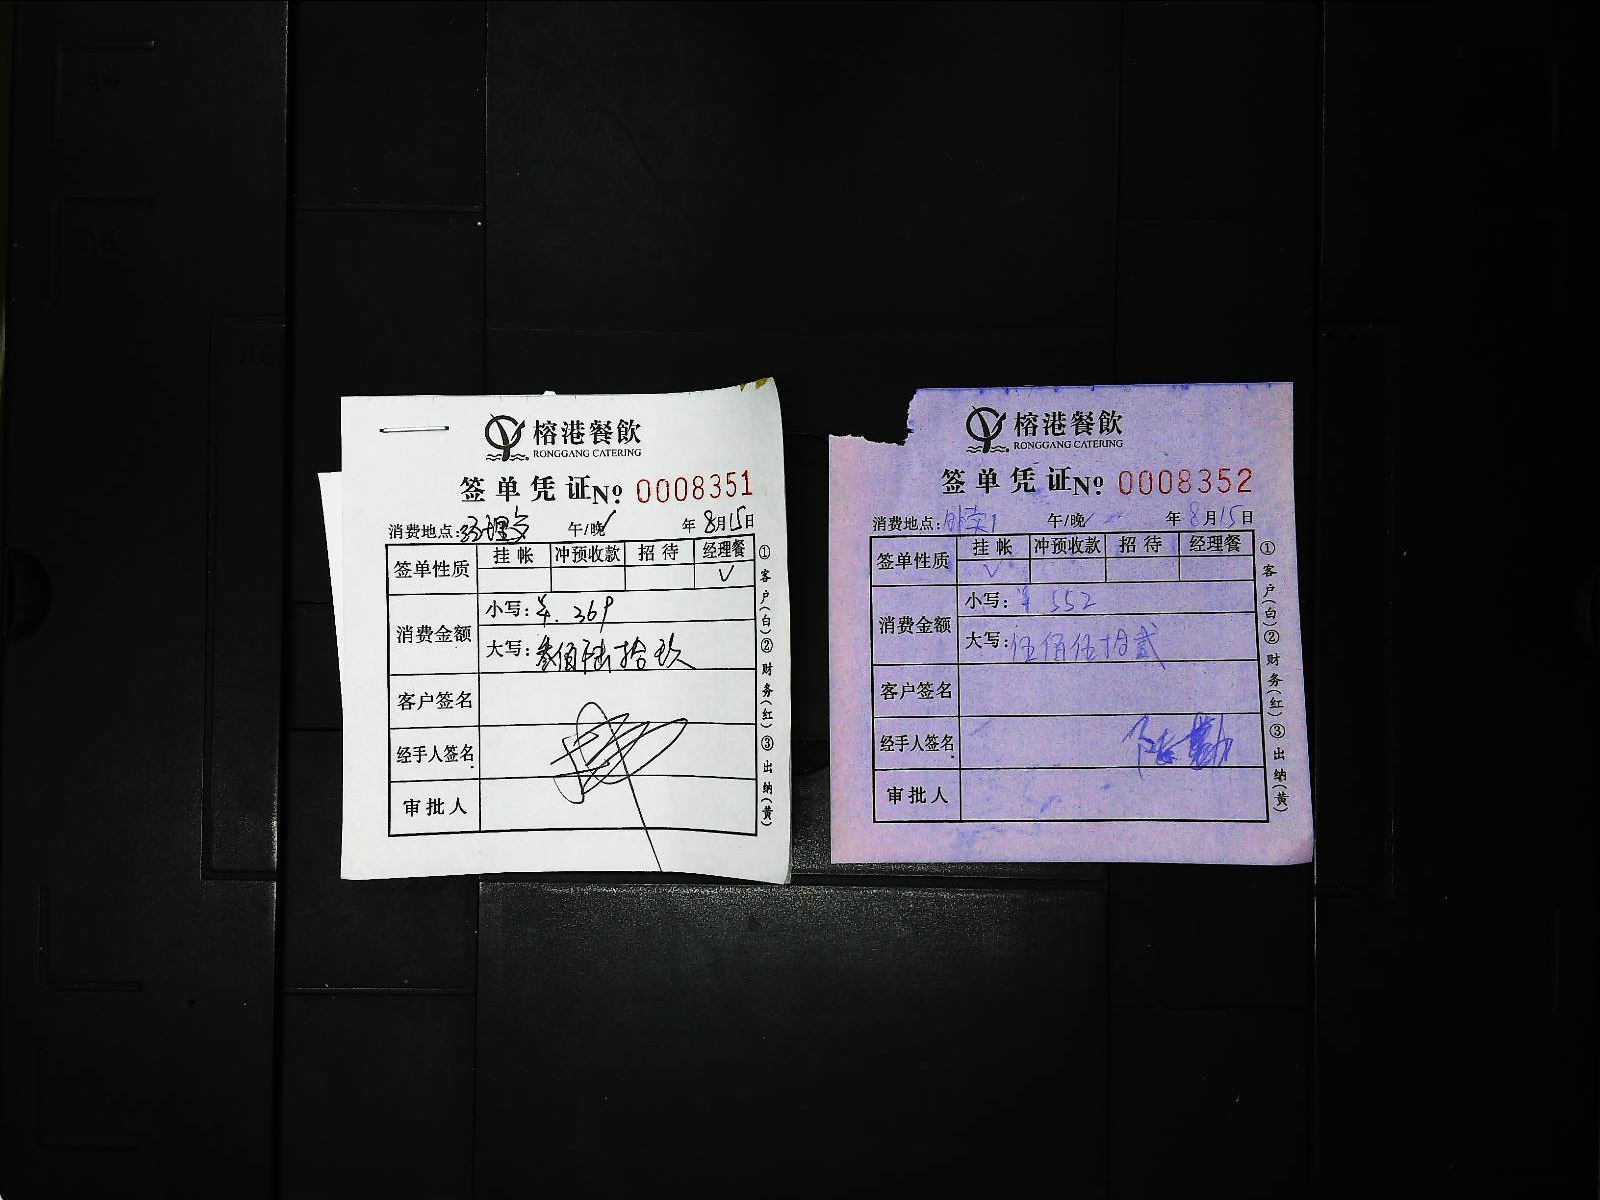 榕港餐飲
RONGGANG CATERING
签单凭证No 0008351
消费地点: 经理 午/晚✓ 年8月15日
签单性质 挂帐 冲预收款 招待 经理餐
✓
消费金额 小写:¥.369
大写:叁佰陆拾玖
客户签名
经手人签名
审批人
①客户(白)②财务(红)③出纳(黄)
榕港餐飲
RONGGANG CATERING
签单凭证No 0008352
消费地点:外卖1 午/晚✓ 年8月15日
签单性质 挂帐 冲预收款 招待 经理餐
✓
消费金额 小写:¥552
大写:伍佰伍拾贰
客户签名
经手人签名
审批人
①客户(白)②财务(红)③出纳(黄)